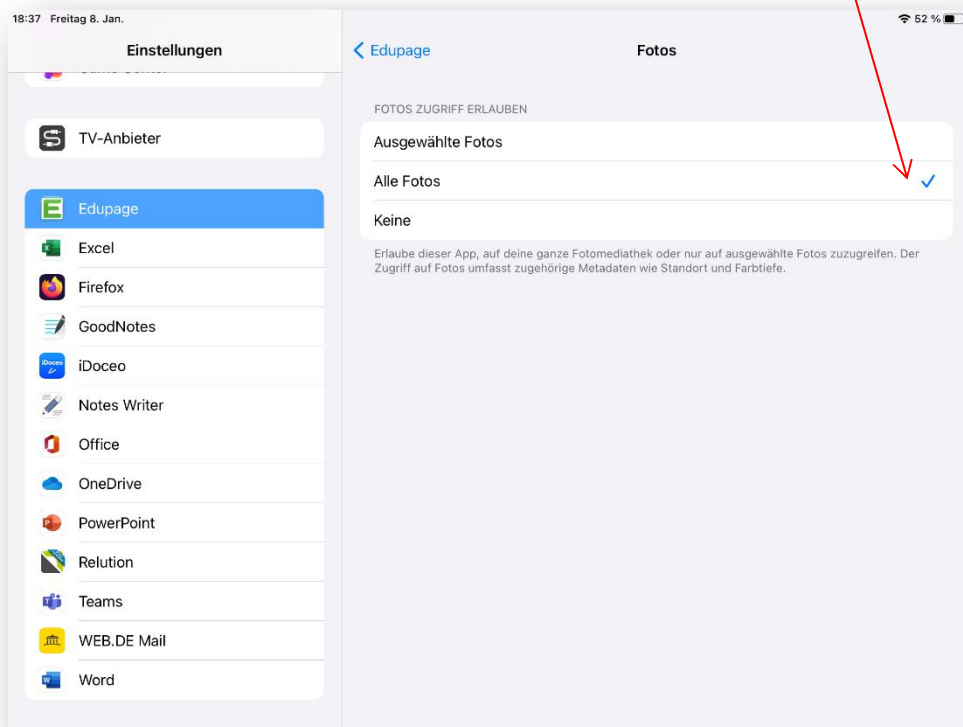 18:37 Freitag 8. Jan.
52 %
Einstellungen
Edupage
Fotos
TV-Anbieter
Edupage
Excel
Firefox
GoodNotes
iDoceo
iDoceo
Notes Writer
Office
OneDrive
PowerPoint
Relution
Teams
WEB.DE Mail
Word
FOTOS ZUGRIFF ERLAUBEN
Ausgewählte Fotos
Alle Fotos
Keine
Erlaube dieser App, auf deine ganze Fotomediathek oder nur auf ausgewählte Fotos zuzugreifen. Der
Zugriff auf Fotos umfasst zugehörige Metadaten wie Standort und Farbtiefe.